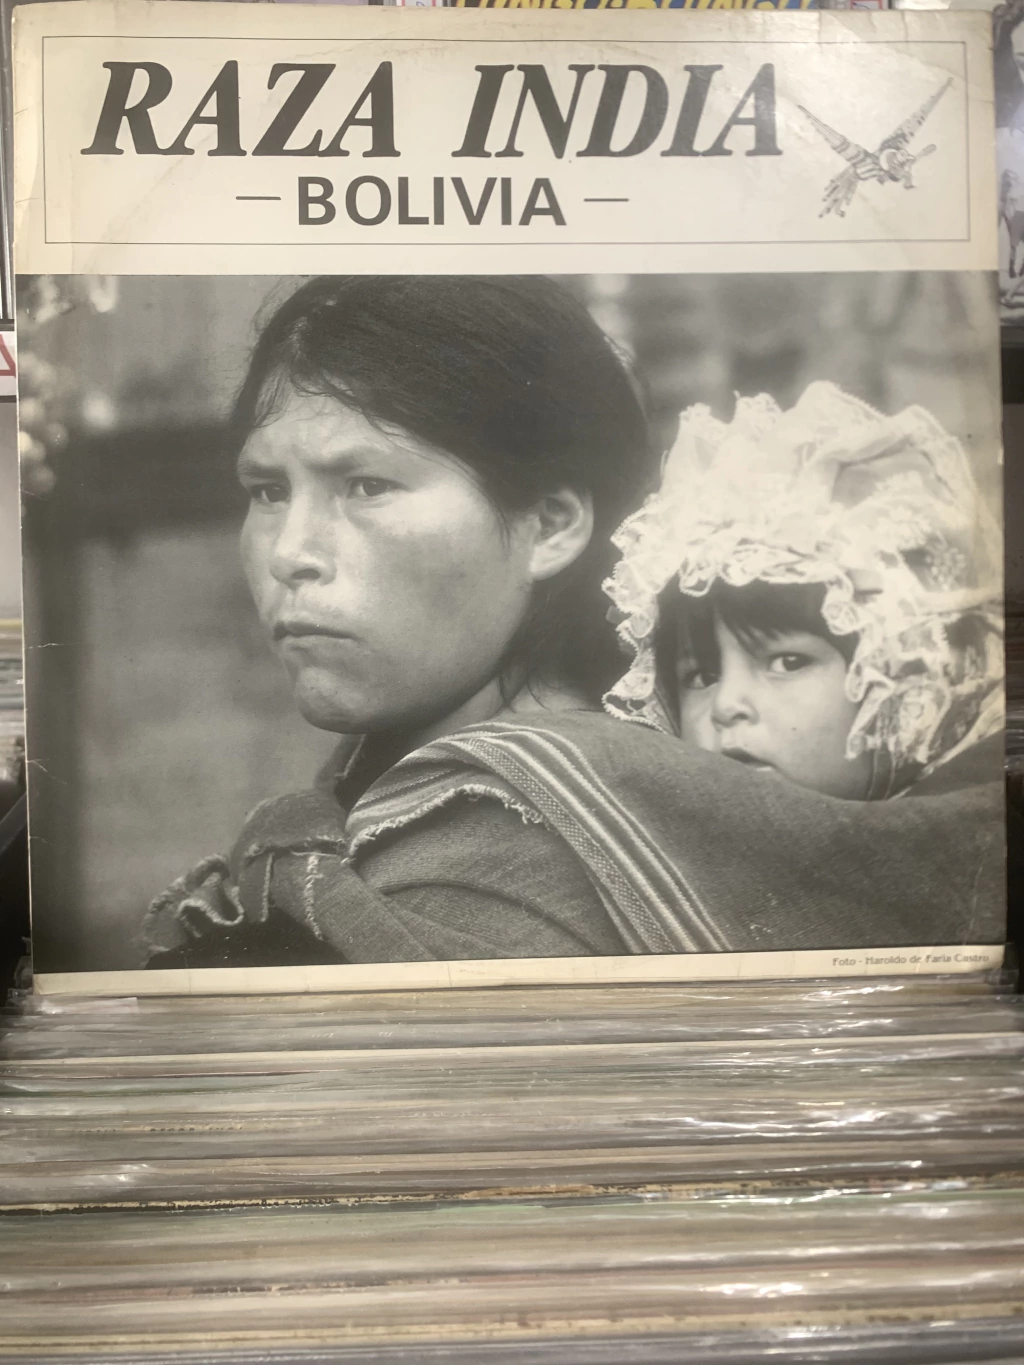 RAZA INDIA
— BOLIVIA —
Foto - Haroldo de Faria Castro